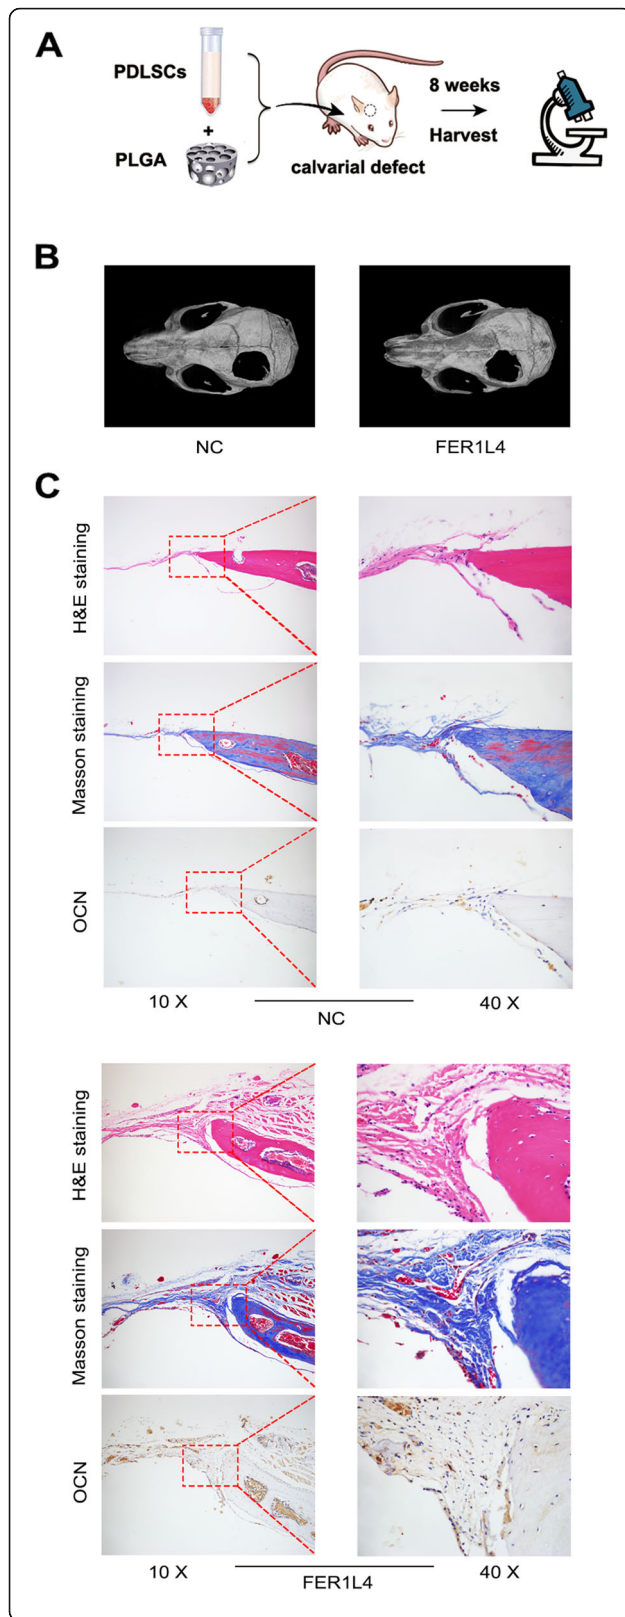 A
PDLSCs
+
PLGA
calvarial defect
8 weeks
Harvest
B
NC
FER1L4
C
H&E staining
Masson staining
OCN
10 X
40 X
NC
H&E staining
Masson staining
OCN
10 X
40 X
FER1L4